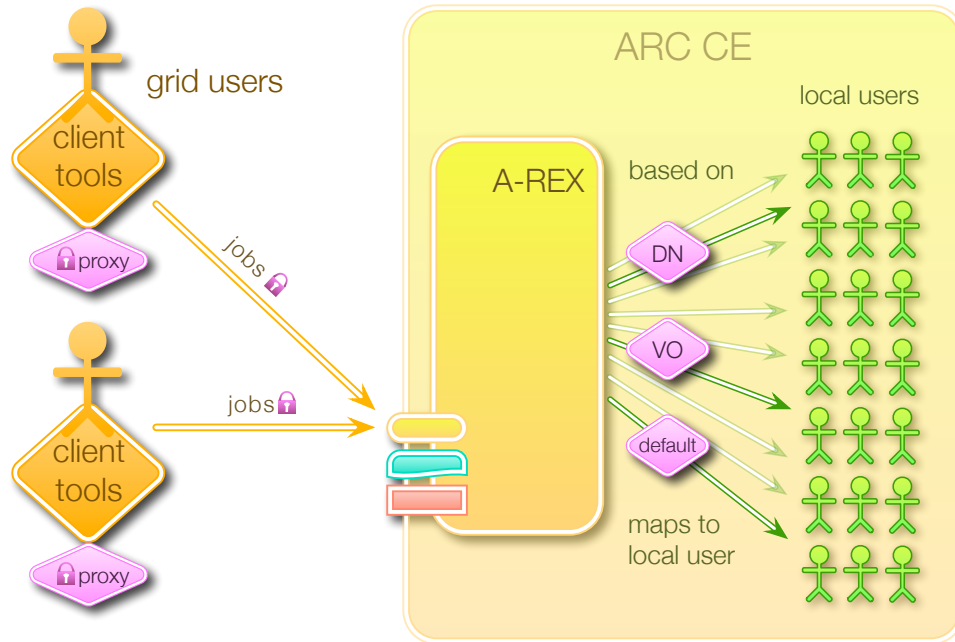 ARC CE
grid users
client
tools
proxy
jobs
client
tools
proxy
jobs
A-REX
based on
DN
VO
default
maps to
local user
local users